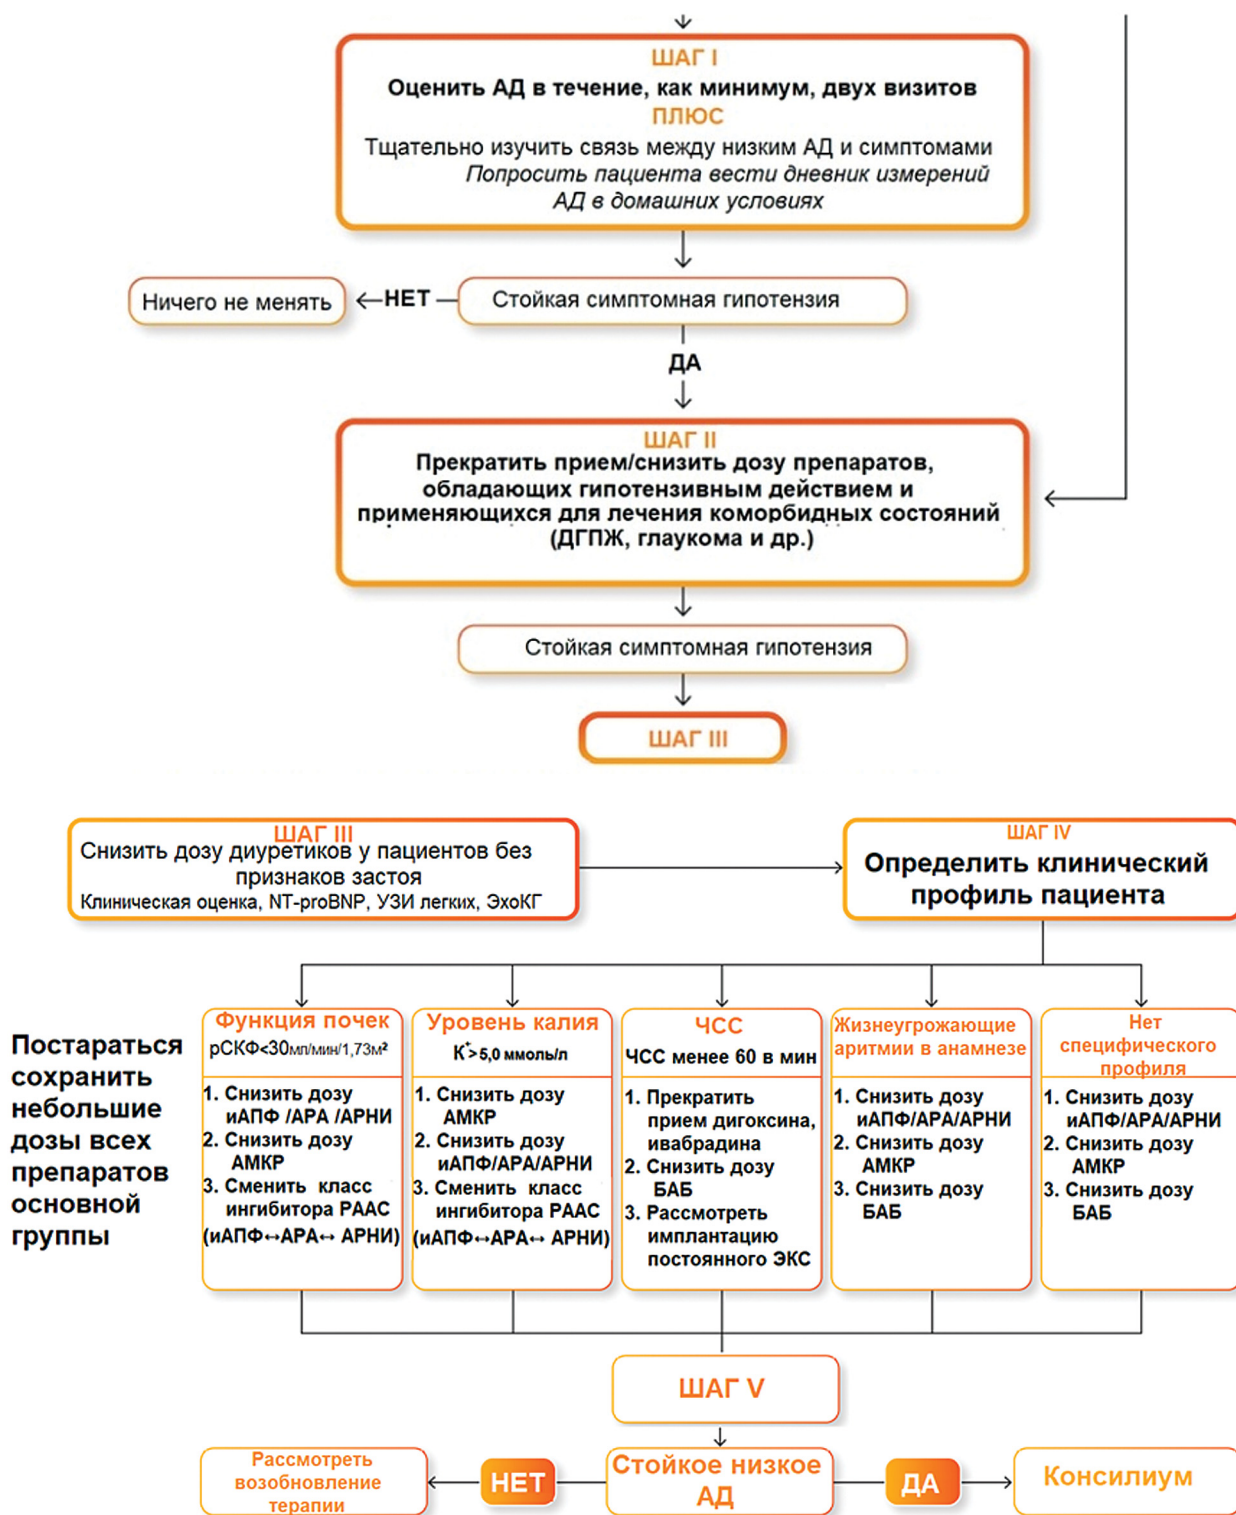 ШАГ I
Оценить АД в течение, как минимум, двух визитов
ПЛЮС
Тщательно изучить связь между низким АД и симптомами
Попросить пациента вести дневник измерений
АД в домашних условиях
Ничего не менять
НЕТ
Стойкая симптомная гипотензия
ДА
ШАГ II
Прекратить прием/снизить дозу препаратов,
обладающих гипотензивным действием и
применяющихся для лечения коморбидных состояний
(ДГПЖ, глаукома и др.)
Стойкая симптомная гипотензия
ШАГ III
ШАГ III
Снизить дозу диуретиков у пациентов без
признаков застоя
Клиническая оценка, NT-proBNP, УЗИ легких, ЭхоКГ
ШАГ IV
Определить клинический
профиль пациента
Постараться
сохранить
небольшие
дозы всех
препаратов
основной
группы
Функция почек
рСКФ<30мл/мин/1,73м²
1. Снизить дозу
иАПФ /АРА /АРНИ
2. Снизить дозу
АМКР
3. Сменить класс
ингибитора РААС
(иАПФ↔АРА↔ АРНИ)
Уровень калия
К⁺> 5,0 ммоль/л
1. Снизить дозу
АМКР
2. Снизить дозу
иАПФ/АРА/АРНИ
3. Сменить класс
ингибитора РААС
(иАПФ↔АРА↔ АРНИ)
ЧСС
ЧСС менее 60 в мин
1. Прекратить
прием дигоксина,
ивабрадина
2. Снизить дозу
БАБ
3. Рассмотреть
имплантацию
постоянного ЭКС
Жизнеугрожающие
аритмии в анамнезе
1. Снизить дозу
иАПФ/АРА/АРНИ
2. Снизить дозу
АМКР
3. Снизить дозу
БАБ
Нет
специфического
профиля
1. Снизить дозу
иАПФ/АРА/АРНИ
2. Снизить дозу
АМКР
3. Снизить дозу
БАБ
ШАГ V
Рассмотреть
возобновление
терапии
НЕТ
Стойкое низкое
АД
ДА
Консилиум